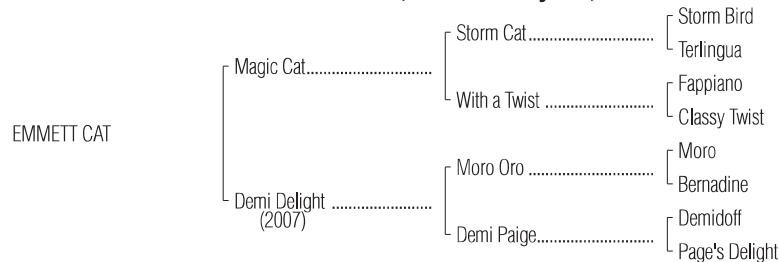 Storm Bird
Storm Cat
Terlingua
Magic Cat
Fappiano
With a Twist
Classy Twist
EMMETT CAT
Moro
Moro Oro
Bernadine
Demi Delight
(2007)
Demidoff
Demi Paige
Page's Delight